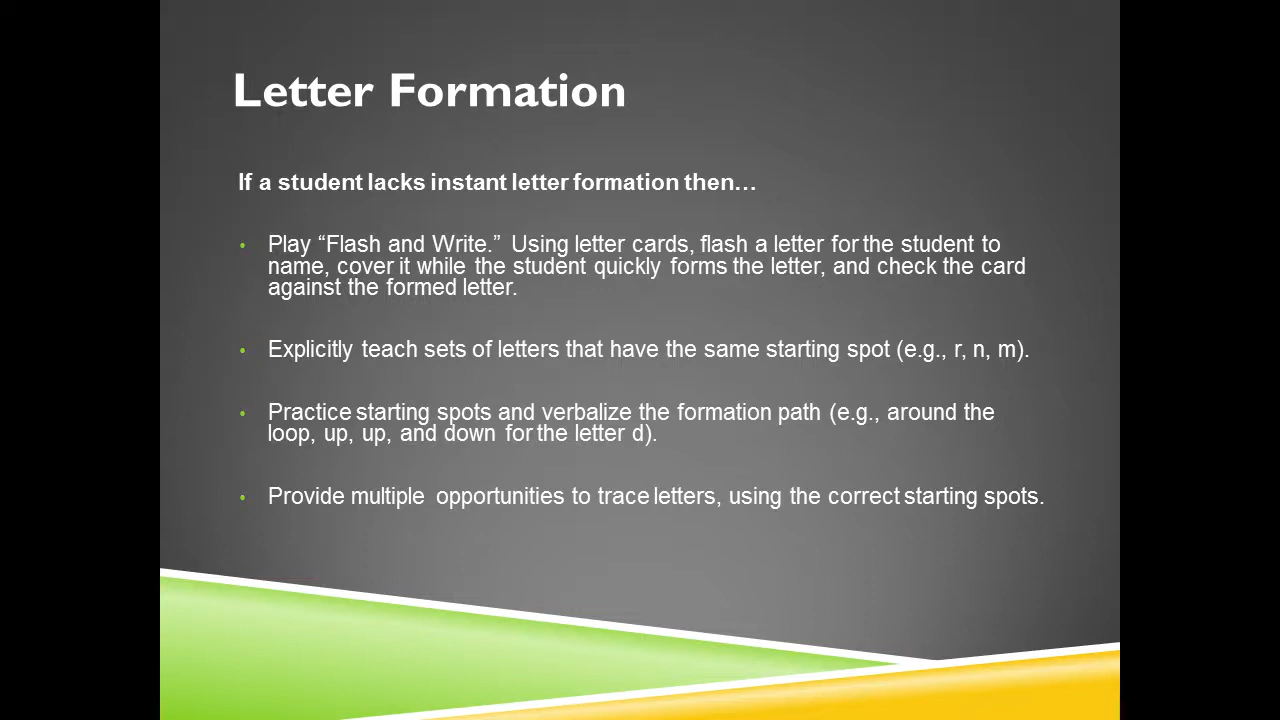 Letter Formation
If a student lacks instant letter formation then…
• Play “Flash and Write.” Using letter cards, flash a letter for the student to
name, cover it while the student quickly forms the letter, and check the card
against the formed letter.
• Explicitly teach sets of letters that have the same starting spot (e.g., r, n, m).
• Practice starting spots and verbalize the formation path (e.g., around the
loop, up, up, and down for the letter d).
• Provide multiple opportunities to trace letters, using the correct starting spots.